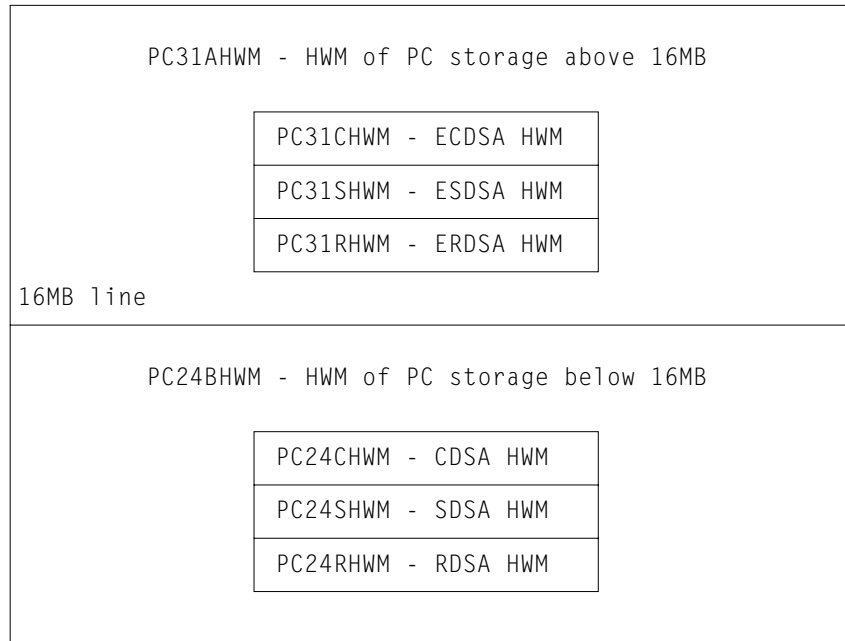 PC31AHWM - HWM of PC storage above 16MB
PC31CHWM - ECDSA HWM
PC31SHWM - ESDSA HWM
PC31RHWM - ERDSA HWM
16MB line
PC24BHWM - HWM of PC storage below 16MB
PC24CHWM - CDSA HWM
PC24SHWM - SDSA HWM
PC24RHWM - RDSA HWM